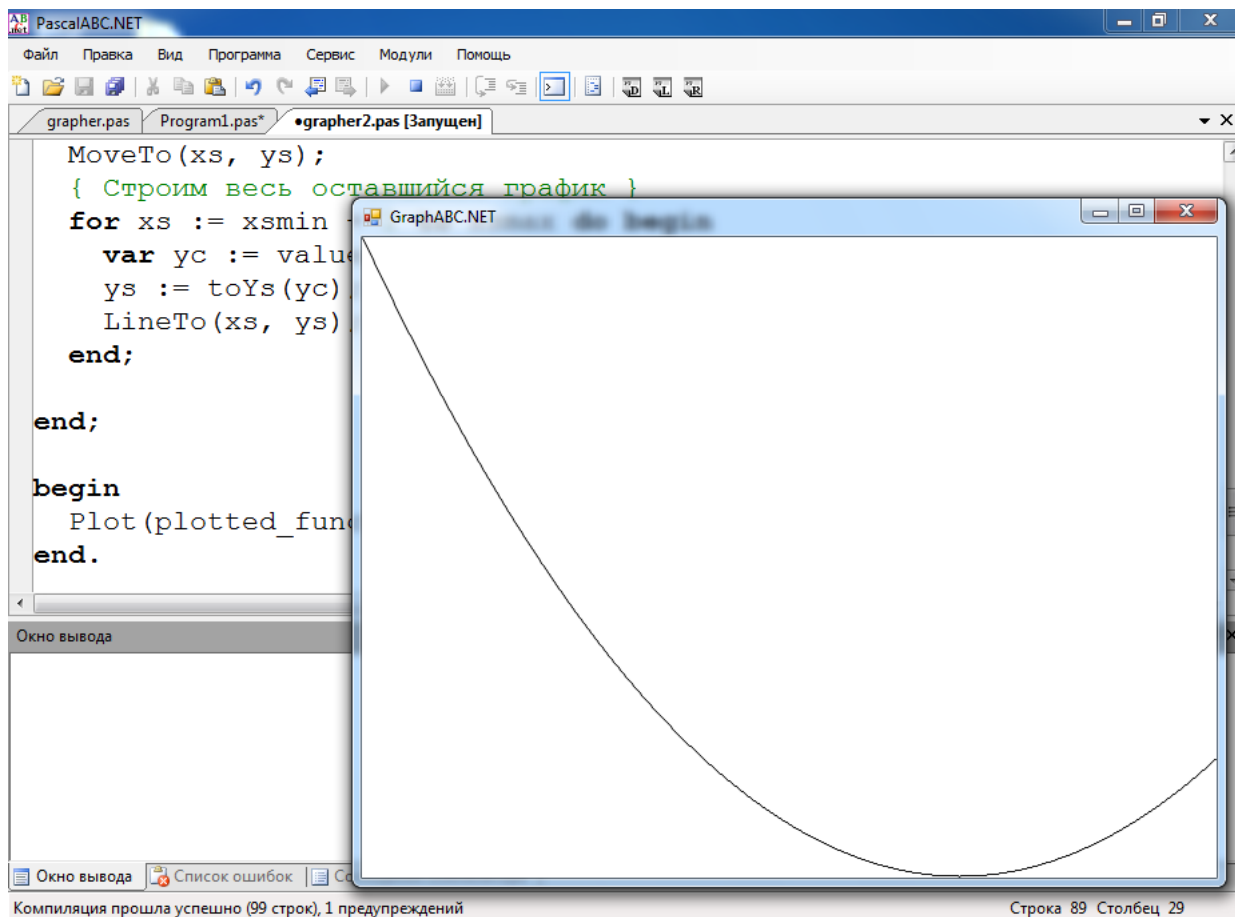 PascalABC.NET
Файл Правка Вид Программа Сервис Модули Помощь
grapher.pas Program1.pas* •grapher2.pas [Запущен]
MoveTo(xs, ys);
{ Строим весь оставшийся график }
for xs := xsmin do begin
var yc := value
ys := toYs(yc)
LineTo(xs, ys)
end;
end;
begin
Plot(plotted_func
end.
GraphABC.NET
Окно вывода
Окно вывода Список ошибок Со
Компиляция прошла успешно (99 строк), 1 предупреждений Строка 89 Столбец 29